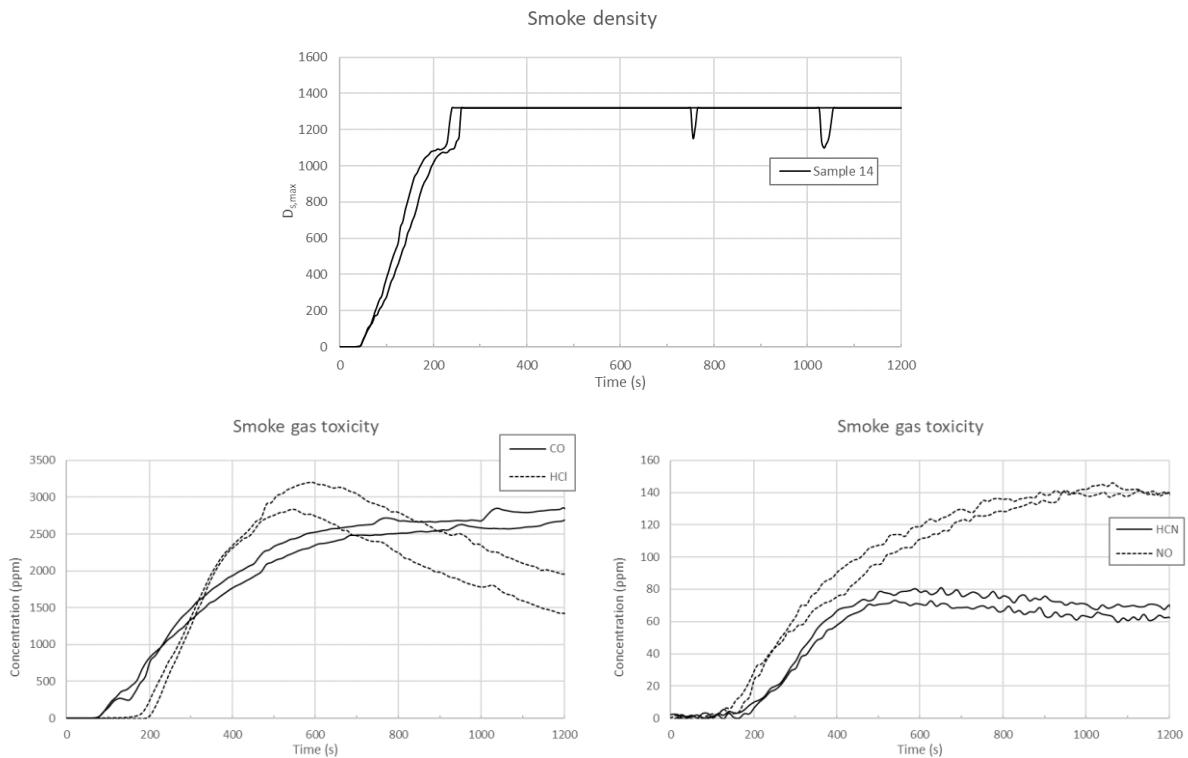 Smoke density
1600
1400
1200
1000
800
600
400
200
0
D s,max
Sample 14
0 200 400 600 800 1000 1200
Time (s)
Smoke gas toxicity
CO
HCl
3500
3000
2500
2000
1500
1000
500
0
Concentration (ppm)
0 200 400 600 800 1000 1200
Time (s)
Smoke gas toxicity
160
140
120
100
80
60
40
20
0
Concentration (ppm)
HCN
NO
0 200 400 600 800 1000 1200
Time (s)